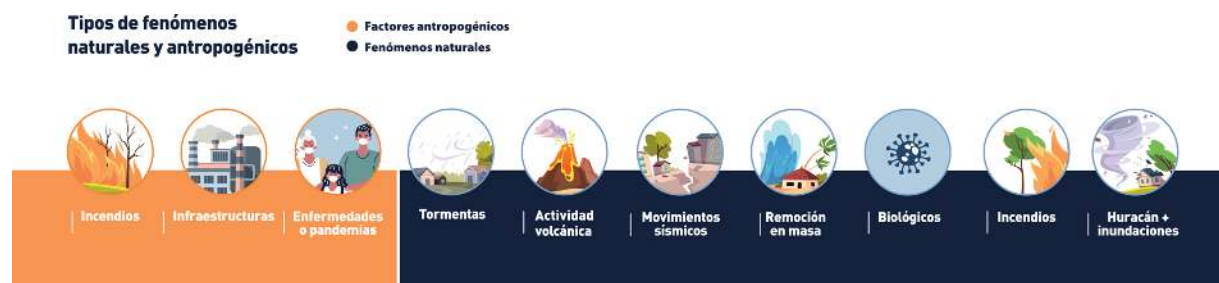 Tipos de fenómenos
naturales y antropogénicos
Factores antropogénicos
Fenómenos naturales
Incendios
Infraestructuras
Enfermedades
o pandemias
Tormentas
Actividad
volcánica
Movimientos
sísmicos
Remoción
en masa
Biológicos
Incendios
Huracán +
inundaciones